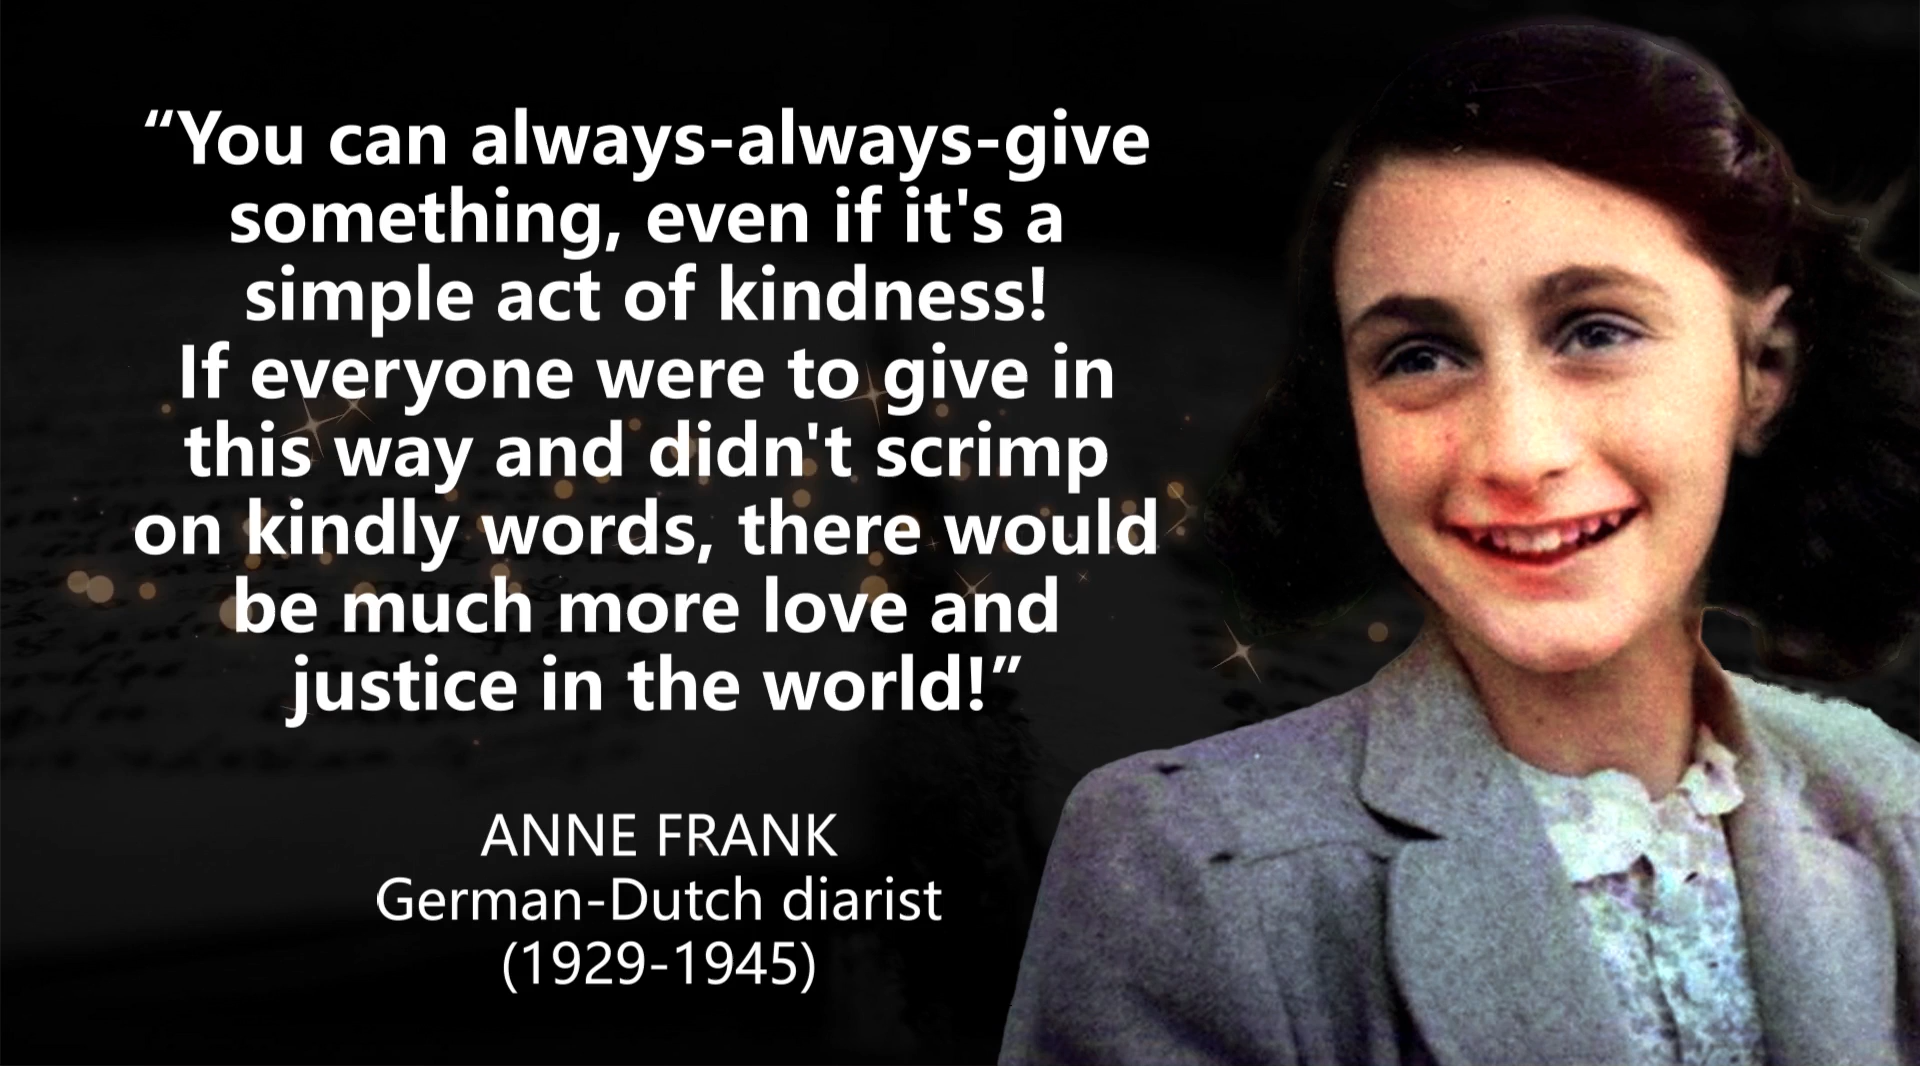 “You can always-always-give
something, even if it's a
simple act of kindness!
If everyone were to give in
this way and didn't scrimp
on kindly words, there would
be much more love and
justice in the world!”
ANNE FRANK
German-Dutch diarist
(1929-1945)